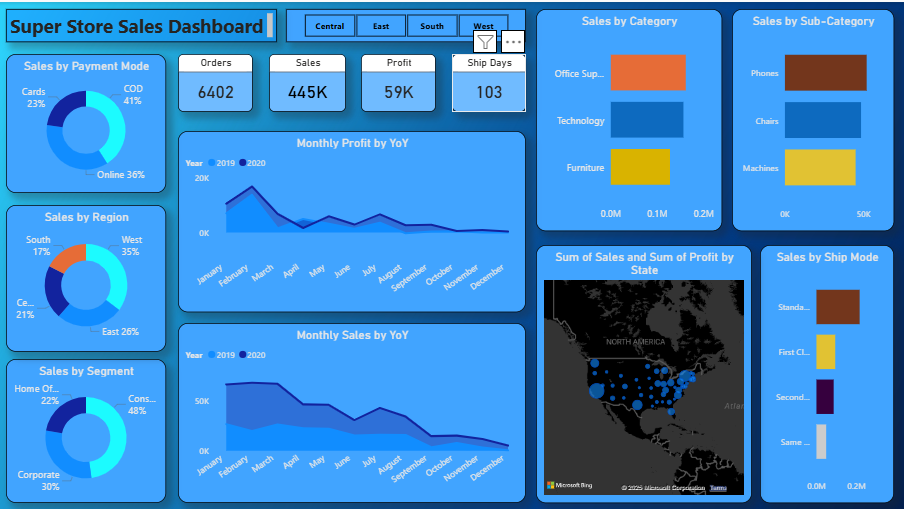 Super Store Sales Dashboard
Central
East
South
West
Sales by Payment Mode
Cards
23%
COD
41%
Online 36%
Orders
6402
Sales
445K
Profit
59K
Ship Days
103
Monthly Profit by YoY
Year 2019 2020
20K
0K
January
February
March
April
May
June
July
August
September
October
November
December
Sales by Region
South
17%
West
35%
Ce...
21%
East 26%
Monthly Sales by YoY
Year 2019 2020
50K
0K
January
February
March
April
May
June
July
August
September
October
November
December
Sales by Segment
Home Of...
22%
Cons...
48%
Corporate
30%
Sales by Category
Office Sup...
Technology
Furniture
0.0M 0.1M 0.2M
Sales by Sub-Category
Phones
Chairs
Machines
0K 50K
Sum of Sales and Sum of Profit by
State
NORTH AMERICA
Atlan
Microsoft Bing
© 2025 Microsoft Corporation Terms
Sales by Ship Mode
Standa...
First Cl...
Second...
Same ...
0.0M 0.2M